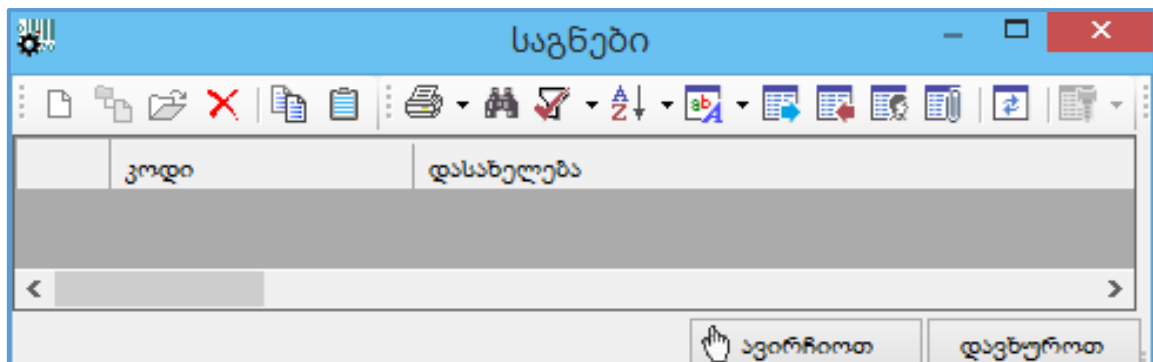 საგნები
კოდი დასახელება
ავირჩიოთ დავხუროთ